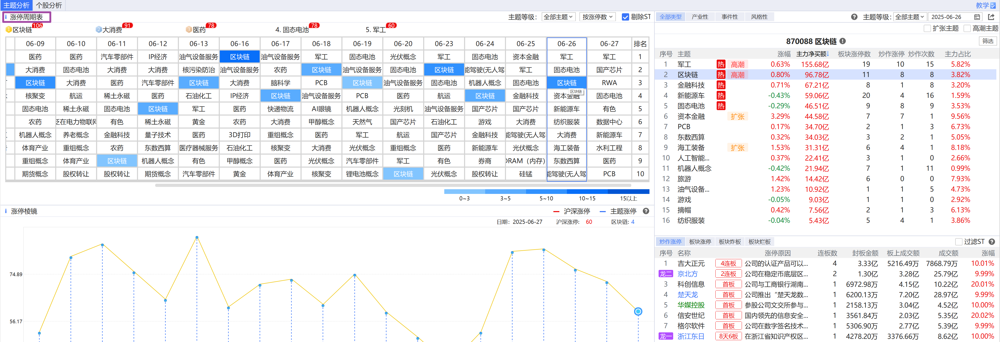 主题分析 个股分析 教学
涨停周期表 主题等级： 全部主题 按涨停数 剔除ST
1 区块链 106 2 大消费 91 3 医药 78 4. 固态电池 78 5. 军工 60
06-09 06-10 06-11 06-12 06-13 06-16 06-17 06-18 06-19 06-20 06-23 06-24 06-25 06-26 06-27 排名
医药 医药 汽车零部件 IP经济 油气设备服务 区块链 油气设备服务 军工 固态电池 光伏概念 军工 固态电池 资本金融 军工 军工 1
大消费 固态电池 大消费 大消费 核污染防治 油气设备服务 农药 区块链 油气设备服务 固态电池 区块链 能驾驶(无人驾 军工 固态电池 国产芯片 2
区块链 大消费 医药 汽车零部件 区块链 大消费 脑科学 PCB 区块链 油气设备服务 固态电池 机器人概念 固态电池 区块链 RWA 3
核聚变 航运 稀土永磁 医药 石油化工 IP经济 区块链 油气设备服务 PCB 医药 航运 区块链 金融科技 资本金融 固态电池 4
区块链
固态电池 稀土永磁 固态电池 区块链 军工 医药 快递物流 AI眼镜 机器人概念 光刻机 油气设备服务 国产芯片 国产芯片 新能源车 有色 5
农药 泛在电力物联网 有色 稀土永磁 黄金 农药 大消费 甲醇概念 天然气 国产芯片 石油化工 游戏 大消费 纺织服装 数据中心 6
机器人概念 养老概念 金融科技 量子技术 医药 3D打印 重组概念 医药 军工 航运 国产芯片 金融科技 能驾驶(无人驾 大消费 新能源车 7
体育产业 重组概念 农药 东数西算 医疗器械服务 石油化工 核聚变 大消费 光伏概念 重组概念 医药 新能源车 光伏概念 海工装备 水利工程 8
重组概念 体育产业 区块链 机器人概念 有色 甲醇概念 医药 光伏概念 汽车零部件 军工 有色 券商 DRAM（内存） 东数西算 医药 9
期货概念 股权转让 股权转让 期货概念 汽车零部件 黄金 体育产业 核聚变 锂电池概念 区块链 光伏概念 股权转让 硅锰 能驾驶(无人驾 PCB 10
0~3 3~5 5~10 10~15 15以上
涨停棱镜 沪深涨停 主题涨停
日期: 2025-06-27 沪深涨停: 60 区块链: 4
74.89
56.17
全部类型 产业性 事件性 风格性 主题等级: 全部主题 2025-06-26
扩张主题 高潮主题
870088 区块链 筛选
序号 主题 涨幅 主力净买额↓ 板块涨停数 炒作涨停 炒作次数 主力占比
1 军工 热 高潮 0.63% 155.68亿 19 10 15 5.82%
2 区块链 热 高潮 0.80% 96.78亿 11 8 8 3.82%
3 金融科技 热 0.71% 67.21亿 8 1 8 3.20%
4 新能源车 热 -0.43% 59.06亿 20 4 16 1.59%
5 固态电池 热 -0.29% 46.51亿 9 8 9 3.53%
6 资本金融 扩张 3.29% 44.58亿 7 7 1 9.56%
7 PCB 0.17% 34.70亿 2 1 3 6.73%
8 东数西算 0.32% 34.03亿 3 2 1 5.05%
9 海工装备 扩张 1.53% 31.31亿 6 4 1 8.18%
10 人工智能... 0.37% 22.41亿 3 1 0 2.66%
11 机器人概念 -0.42% 21.94亿 7 1 11 0.99%
12 旅游 1.42% 14.42亿 6 0 0 7.93%
13 油气设备... 1.23% 10.92亿 1 1 5 4.73%
14 游戏 -0.05% 9.03亿 1 1 0 2.92%
15 摘帽 0.42% 7.56亿 2 1 3 6.13%
16 纺织服装 -0.04% 5.43亿 5 4 1 3.86%
炒作涨停 板块涨停 板块炸板 板块烂板 过滤ST
序号 名称 涨停原因 连板数 封板金额 板上成交额 成交额 涨幅
1 吉大正元 4连板 公司的认证产品可以... 4 3.33亿 5216.49万 7868.79万 10.01%
龙二 京北方 2连板 公司在稳定币底层区... 2 1.30亿 3.28亿 25.79亿 9.99%
3 科创信息 首板 公司与工商银行湖南... 1 6972.98万 4.15亿 10.22亿 20.01%
4 楚天龙 首板 公司推出“楚天龙数... 1 6200.13万 7.20亿 28.97亿 9.99%
5 华媒控股 首板 参股公司文交所参与... 1 2158.13万 3.04亿 4.52亿 10.00%
6 信安世纪 首板 国内领先的信息安全... 1 3561.84万 2.03亿 5.35亿 20.02%
7 格尔软件 首板 公司在数字签名技术... 1 5306.90万 2.77亿 5.39亿 9.99%
龙一 浙江东日 8天6板 在浙江省知识产权区... 1 4278.20万 3376.66万 8.62亿 10.00%